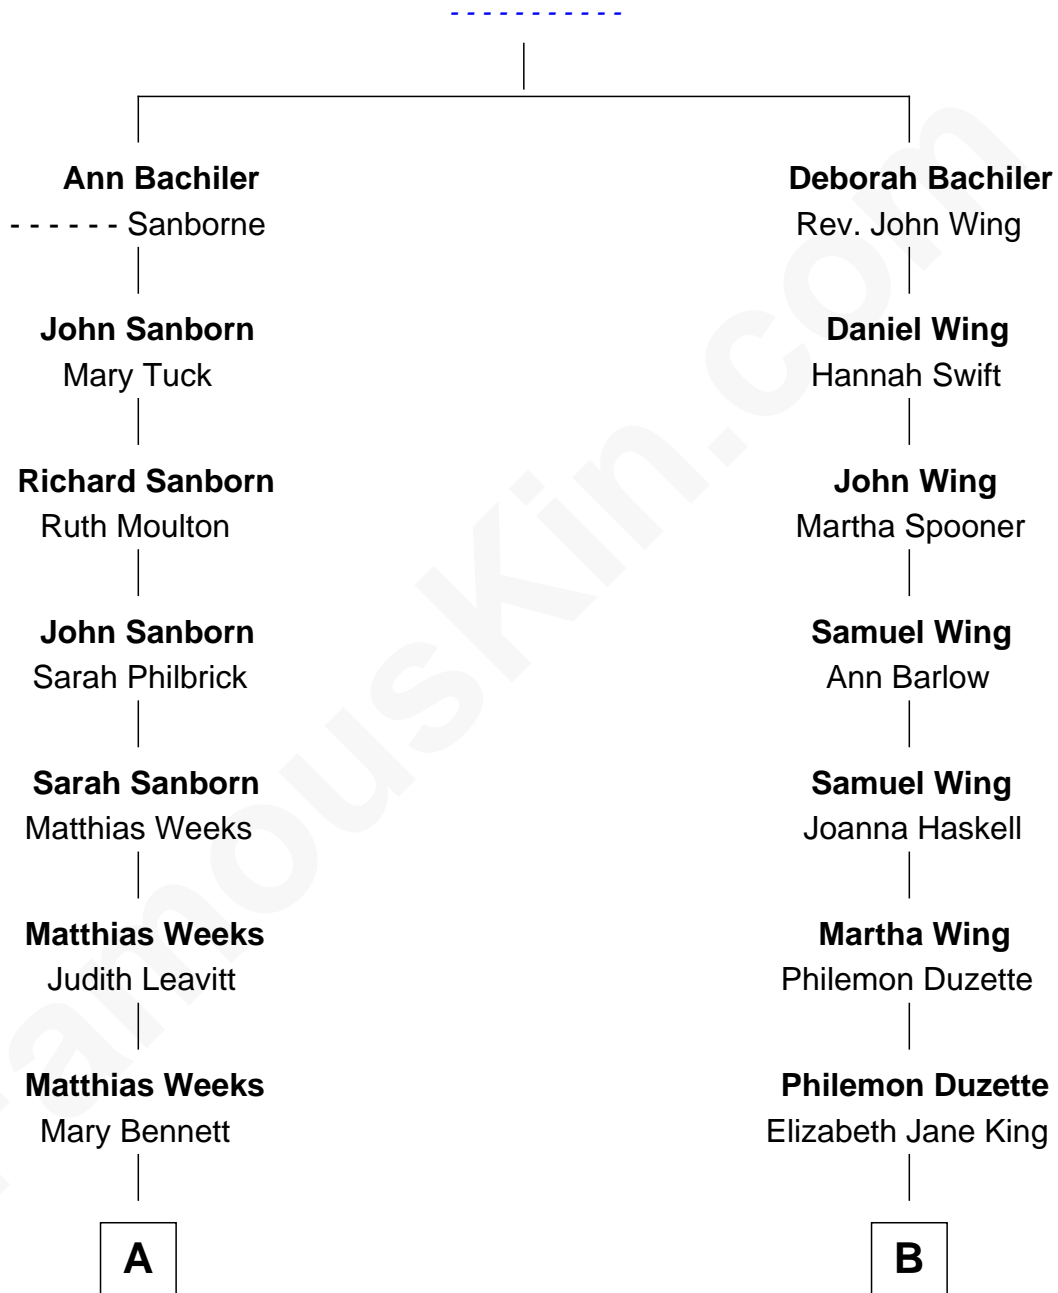 - - - - - - - - - - -
Ann Bachiler
- - - - - - Sanborne
John Sanborn
Mary Tuck
Richard Sanborn
Ruth Moulton
John Sanborn
Sarah Philbrick
Sarah Sanborn
Matthias Weeks
Matthias Weeks
Judith Leavitt
Matthias Weeks
Mary Bennett
A
Deborah Bachiler
Rev. John Wing
Daniel Wing
Hannah Swift
John Wing
Martha Spooner
Samuel Wing
Ann Barlow
Samuel Wing
Joanna Haskell
Martha Wing
Philemon Duzette
Philemon Duzette
Elizabeth Jane King
B
FamousKin.com